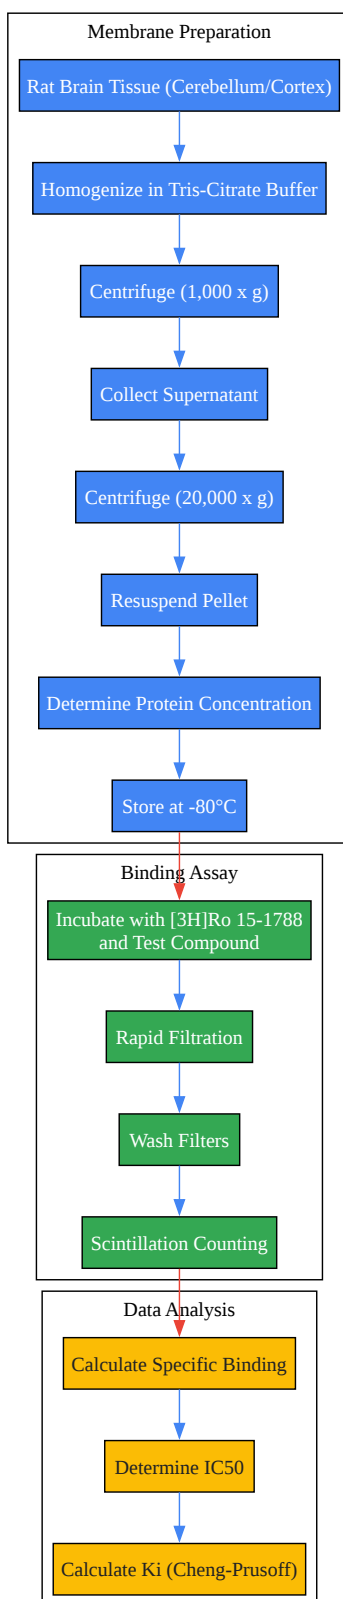 Membrane Preparation
Rat Brain Tissue (Cerebellum/Cortex)
Homogenize in Tris-Citrate Buffer
Centrifuge (1,000 x g)
Collect Supernatant
Centrifuge (20,000 x g)
Resuspend Pellet
Determine Protein Concentration
Store at -80°C
Binding Assay
Incubate with [3H]Ro 15-1788
and Test Compound
Rapid Filtration
Wash Filters
Scintillation Counting
Data Analysis
Calculate Specific Binding
Determine IC50
Calculate Ki (Cheng-Prusoff)